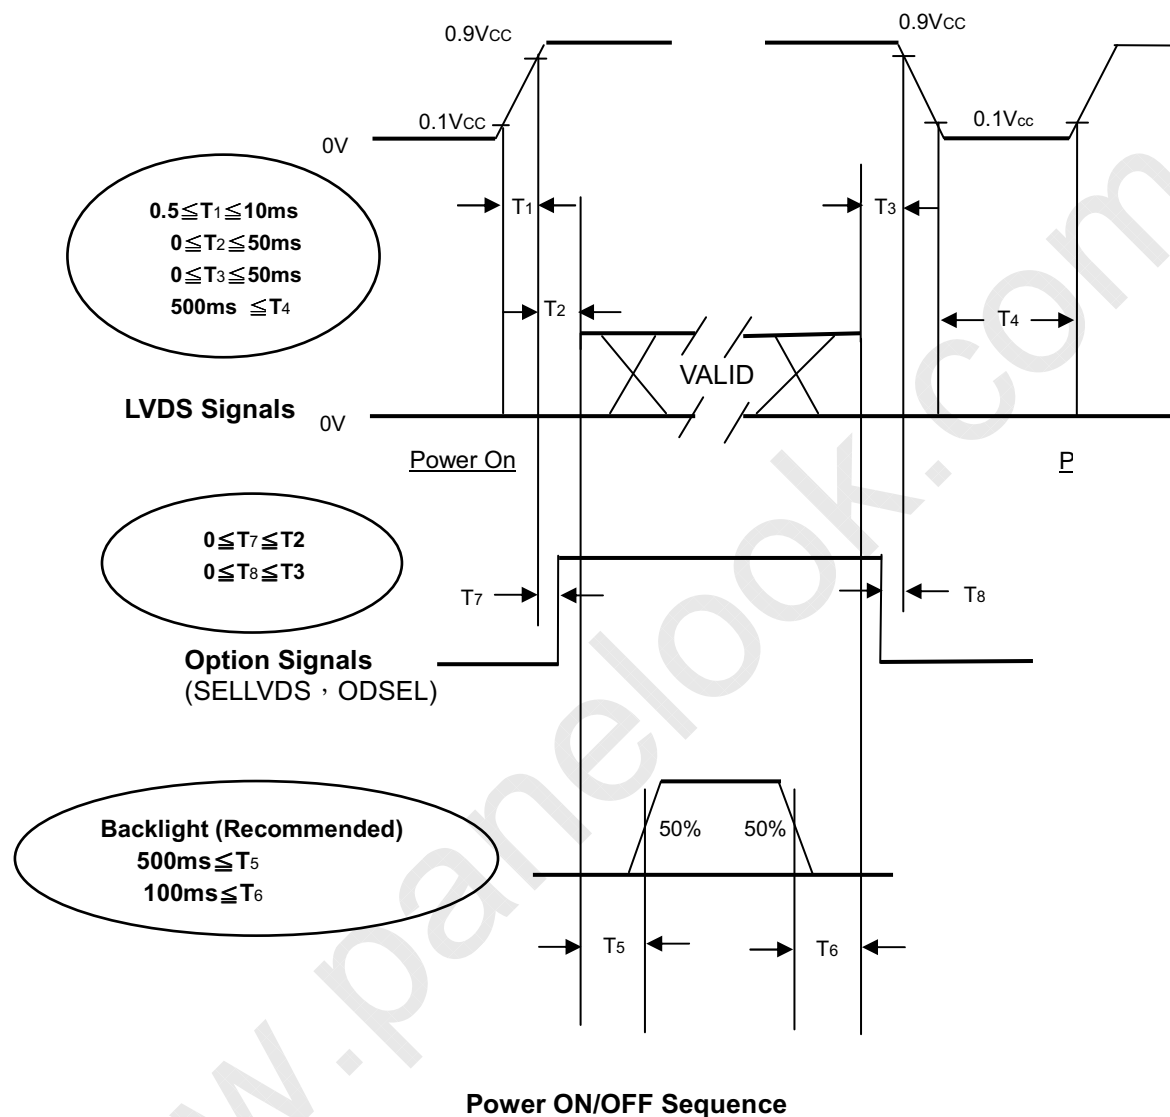 0.9Vcc 0.9Vcc
0.1Vcc 0.1Vcc
0V
0.5≦T1≦10ms
0≦T2≦50ms
0≦T3≦50ms
500ms ≦T4
T1 T3
T2 T4
VALID
LVDS Signals
0V
Power On P
0≦T7≦T2
0≦T8≦T3
T7 T8
Option Signals
(SELLVDS,ODSEL)
Backlight (Recommended)
500ms≦T5
100ms≦T6
50% 50%
T5 T6
Power ON/OFF Sequence
w.panelook.com